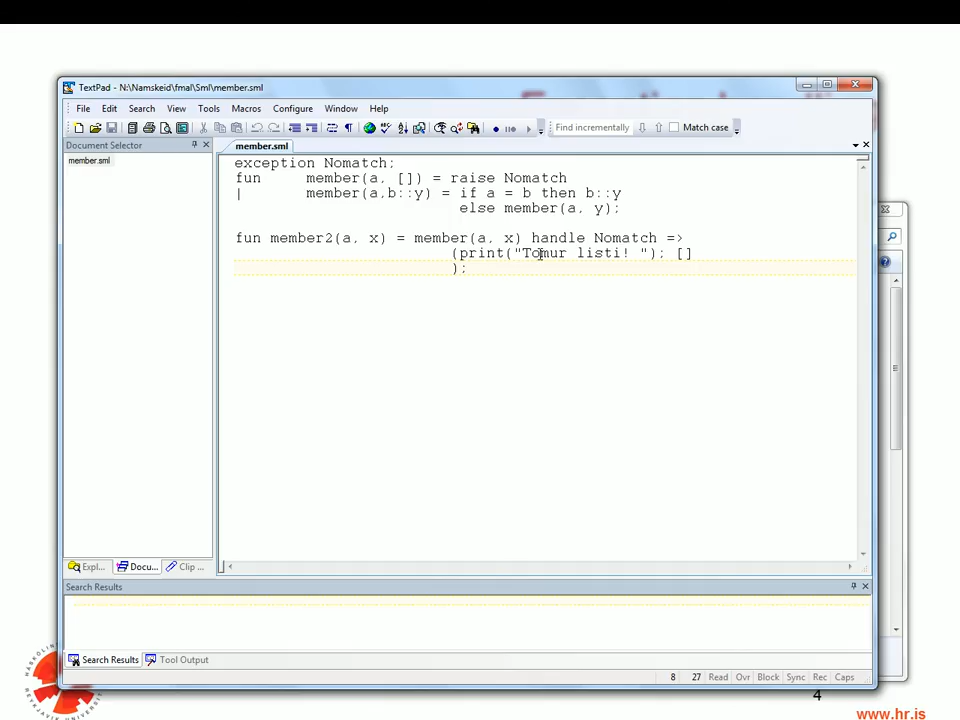 TextPad - N:\Namskeid\fmal\Sml\member.sml
File Edit Search View Tools Macros Configure Window Help
Find incrementally Match case
Document Selector
member.sml
member.sml
exception Nomatch;
fun member(a, []) = raise Nomatch
| member(a,b::y) = if a = b then b::y
else member(a, y);
fun member2(a, x) = member(a, x) handle Nomatch =>
(print("Tomur listi! "); []
);
Expl... Docu... Clip ...
Search Results
Search Results Tool Output
8 27 Read Ovr Block Sync Rec Caps
4
www.hr.is